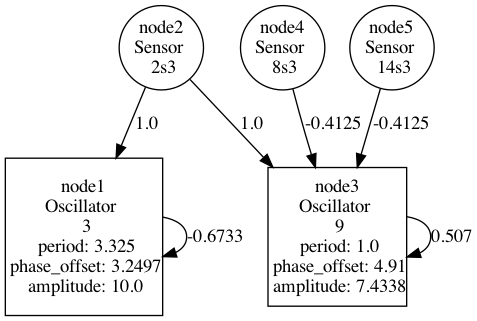 node2
Sensor
2s3
node4
Sensor
8s3
node5
Sensor
14s3
1.0
1.0
-0.4125
-0.4125
node1
Oscillator
3
period: 3.325
phase_offset: 3.2497
amplitude: 10.0
-0.6733
node3
Oscillator
9
period: 1.0
phase_offset: 4.91
amplitude: 7.4338
0.507